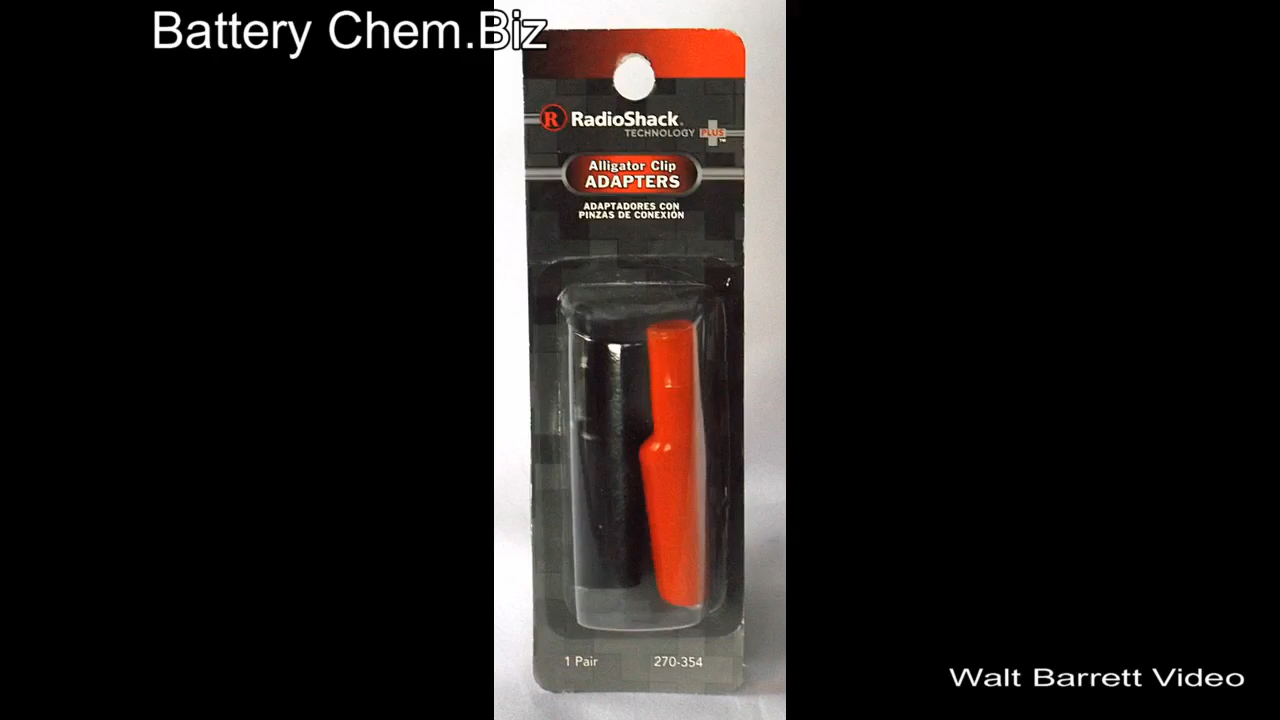 Battery Chem.Biz
R RadioShack.
TECHNOLOGY PLUS™
Alligator Clip
ADAPTERS
ADAPTADORES CON
PINZAS DE CONEXIÓN
1 Pair 270-354
Walt Barrett Video